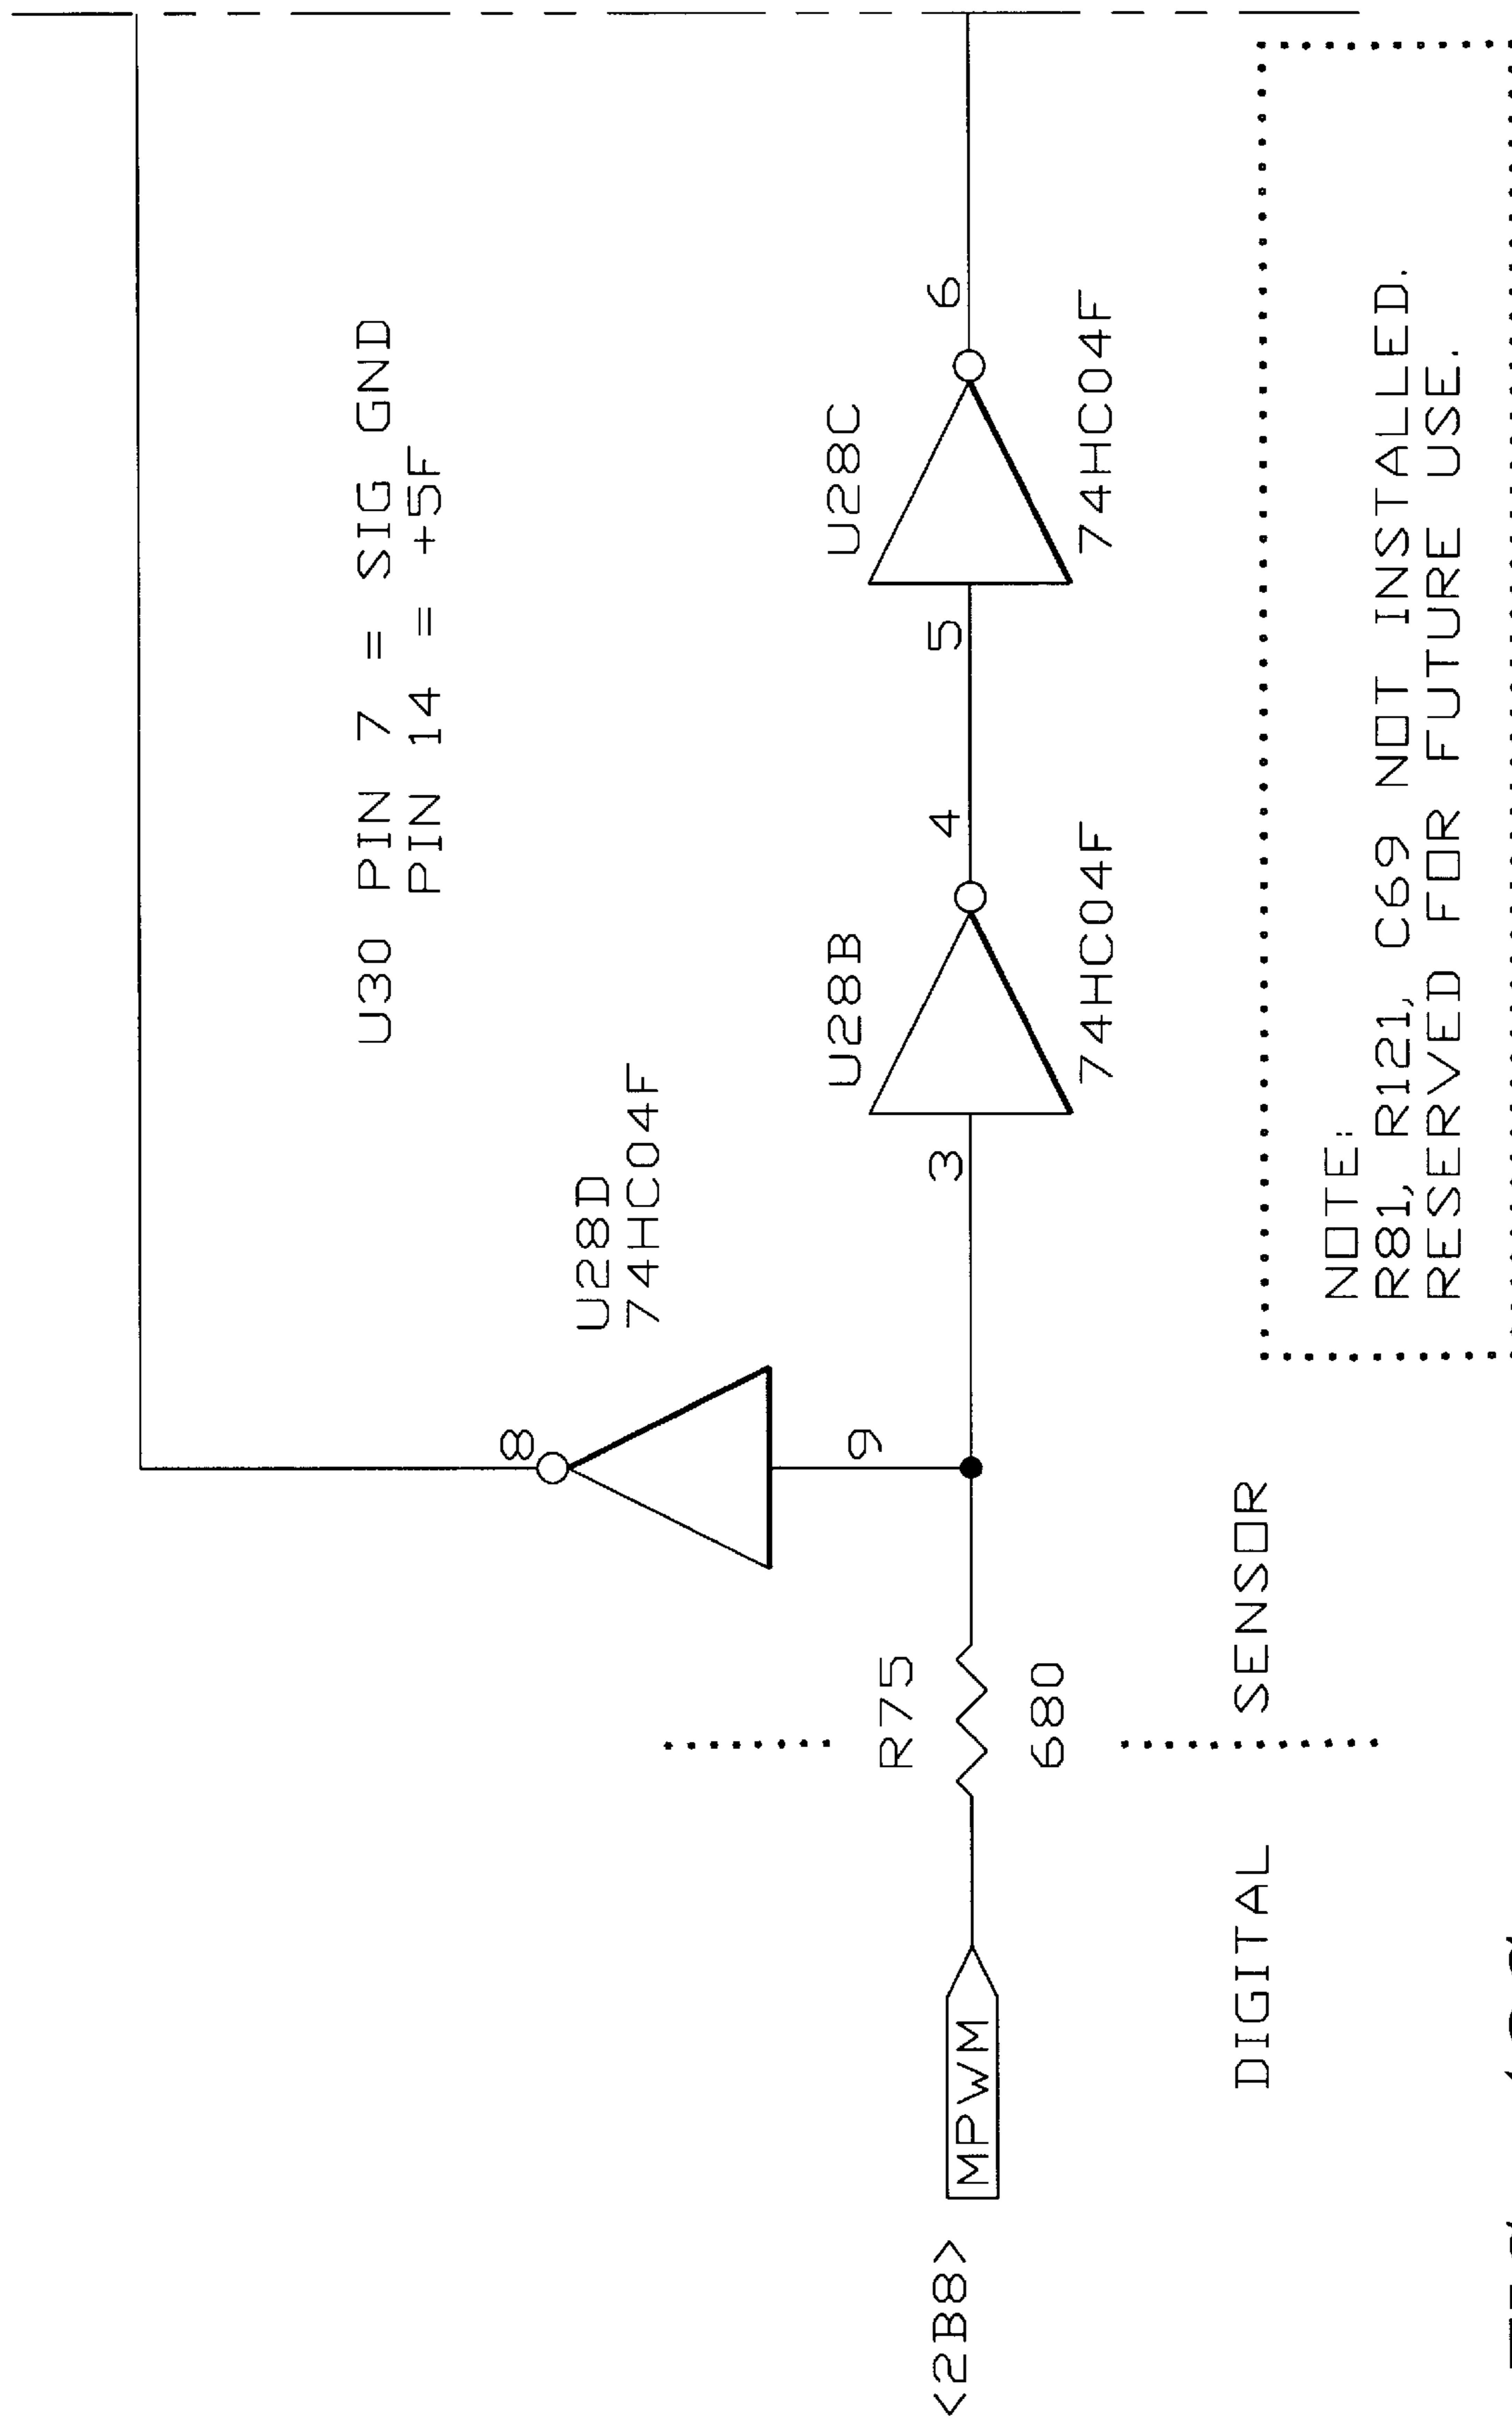 U30 PIN 7 = SIG GND
PIN 14 = +5F
8
U28D
74HC04F
9
R75
680
U28B
3
4
74HC04F
U28C
5
6
74HC04F
<2B8>
MPWM
DIGITAL
SENSOR
NOTE:
R81, R121, C69 NOT INSTALLED.
RESERVED FOR FUTURE USE.